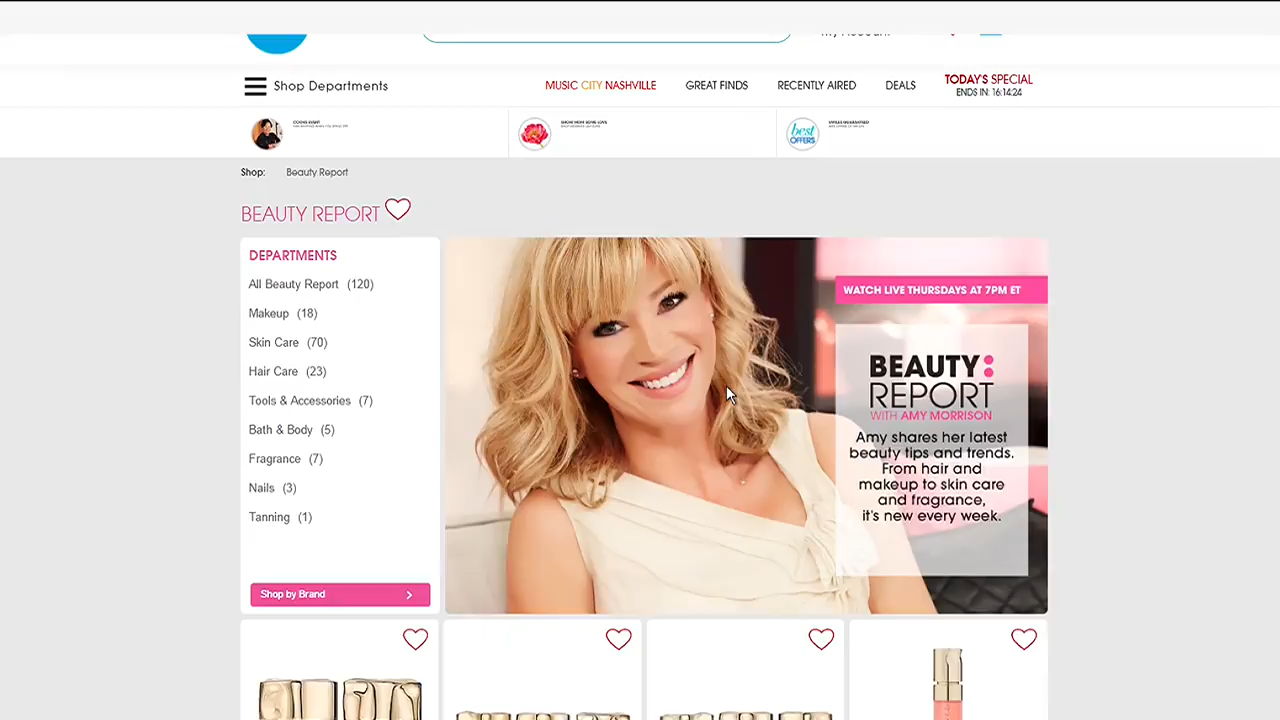 Shop Departments
MUSIC CITY NASHVILLE
GREAT FINDS
RECENTLY AIRED
DEALS
TODAY'S SPECIAL
ENDS IN: 16:14:24
best
OFFERS
Shop:
Beauty Report
BEAUTY REPORT
DEPARTMENTS
All Beauty Report (120)
Makeup (18)
Skin Care (70)
Hair Care (23)
Tools & Accessories (7)
Bath & Body (5)
Fragrance (7)
Nails (3)
Tanning (1)
Shop by Brand
WATCH LIVE THURSDAYS AT 7PM ET
BEAUTY:
REPORT
WITH AMY MORRISON
Amy shares her latest
beauty tips and trends.
From hair and
makeup to skin care
and fragrance,
it's new every week.